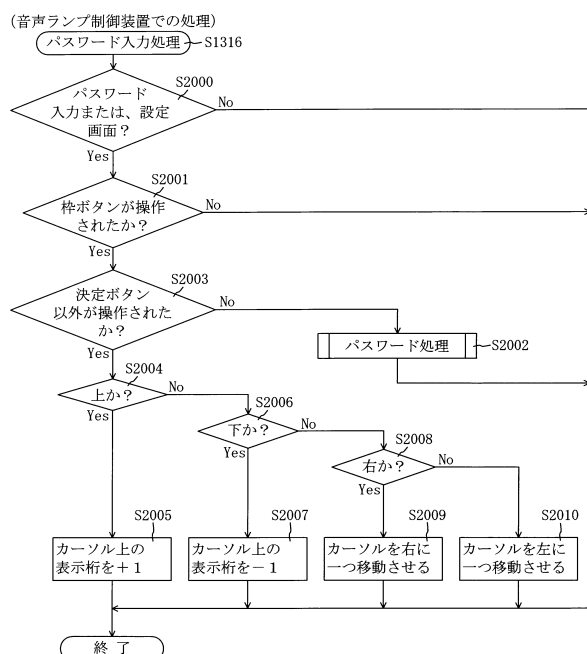 (音声ランプ制御装置での処理)
パスワード入力処理
S1316
S2000
パスワード
入力または、設定
画面?
No
Yes
S2001
枠ボタンが操作
されたか?
No
Yes
S2003
決定ボタン
以外が操作された
か?
No
Yes
パスワード処理
S2002
S2004
上か?
No
Yes
S2006
下か?
No
Yes
S2008
右か?
No
Yes
S2005
カーソル上の
表示桁を+1
S2007
カーソル上の
表示桁を-1
S2009
カーソルを右に
一つ移動させる
S2010
カーソルを左に
一つ移動させる
終了